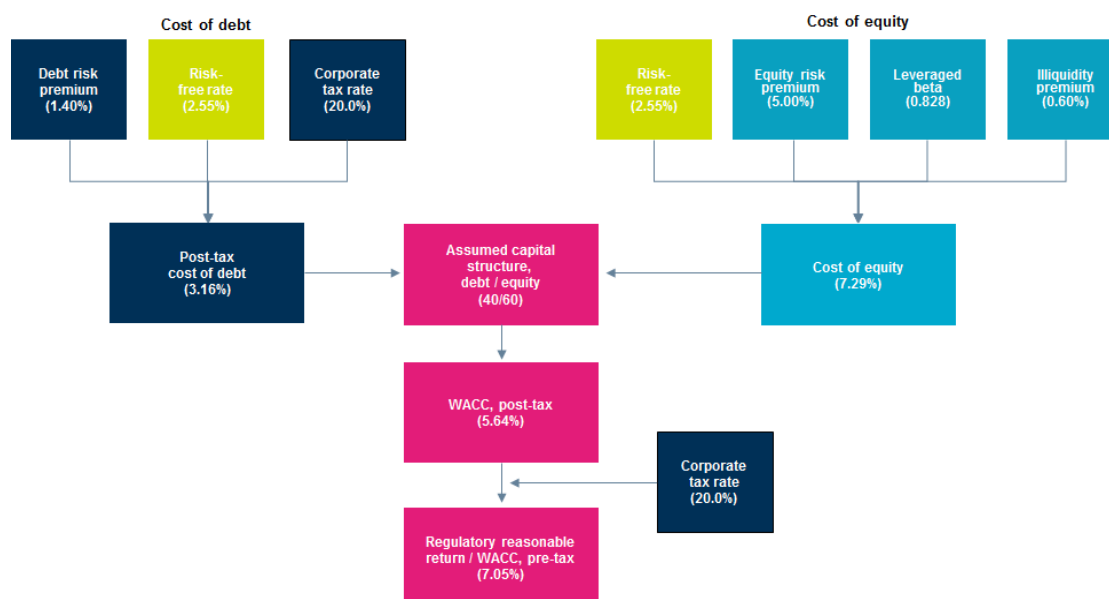 Cost of debt
Cost of equity
Debt risk
premium
(1.40%)
Risk-
free rate
(2.55%)
Corporate
tax rate
(20.0%)
Risk-
free rate
(2.55%)
Equity risk
premium
(5.00%)
Leveraged
beta
(0.828)
Illiquidity
premium
(0.60%)
Post-tax
cost of debt
(3.16%)
Assumed capital
structure,
debt / equity
(40/60)
Cost of equity
(7.29%)
WACC, post-tax
(5.64%)
Corporate
tax rate
(20.0%)
Regulatory reasonable
return / WACC, pre-tax
(7.05%)